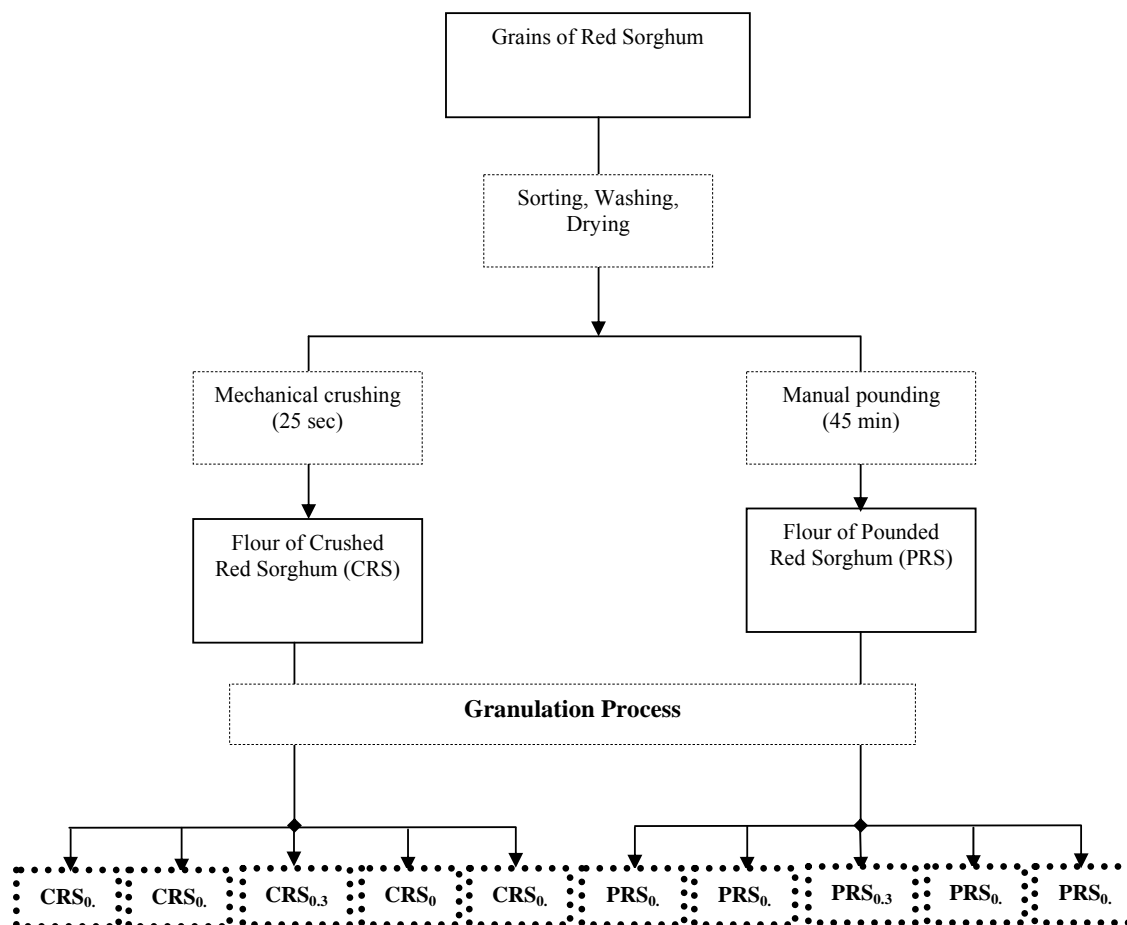 Grains of Red Sorghum
Sorting, Washing,
Drying
Mechanical crushing
(25 sec)
Manual pounding
(45 min)
Flour of Crushed
Red Sorghum (CRS)
Flour of Pounded
Red Sorghum (PRS)
Granulation Process
CRS0. CRS0. CRS0.3 CRS0 CRS0. PRS0. PRS0. PRS0.3 PRS0. PRS0.